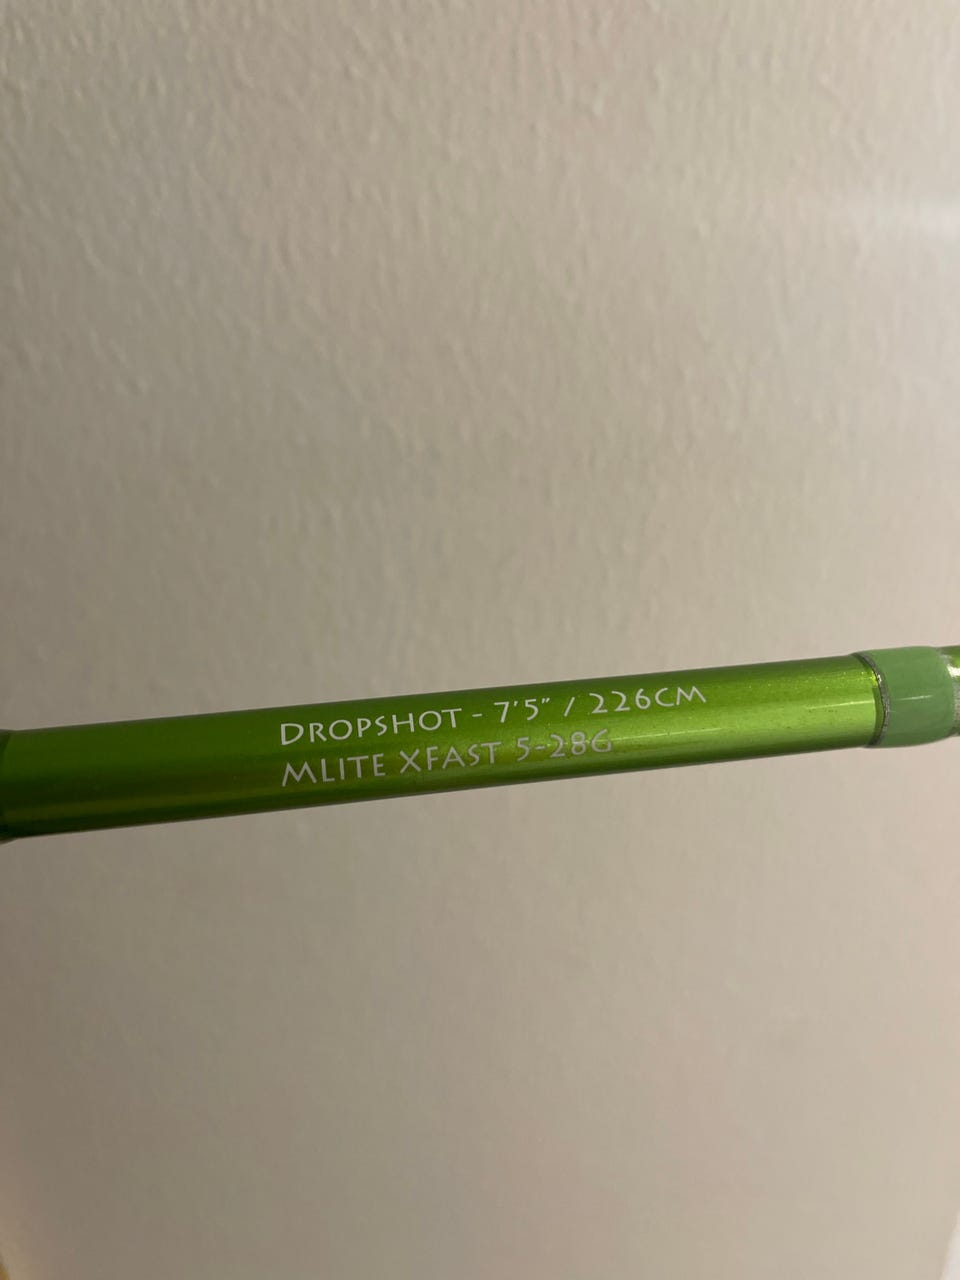 DROPSHOT - 7'5" / 226CM
MLITE XFAST 5-28G